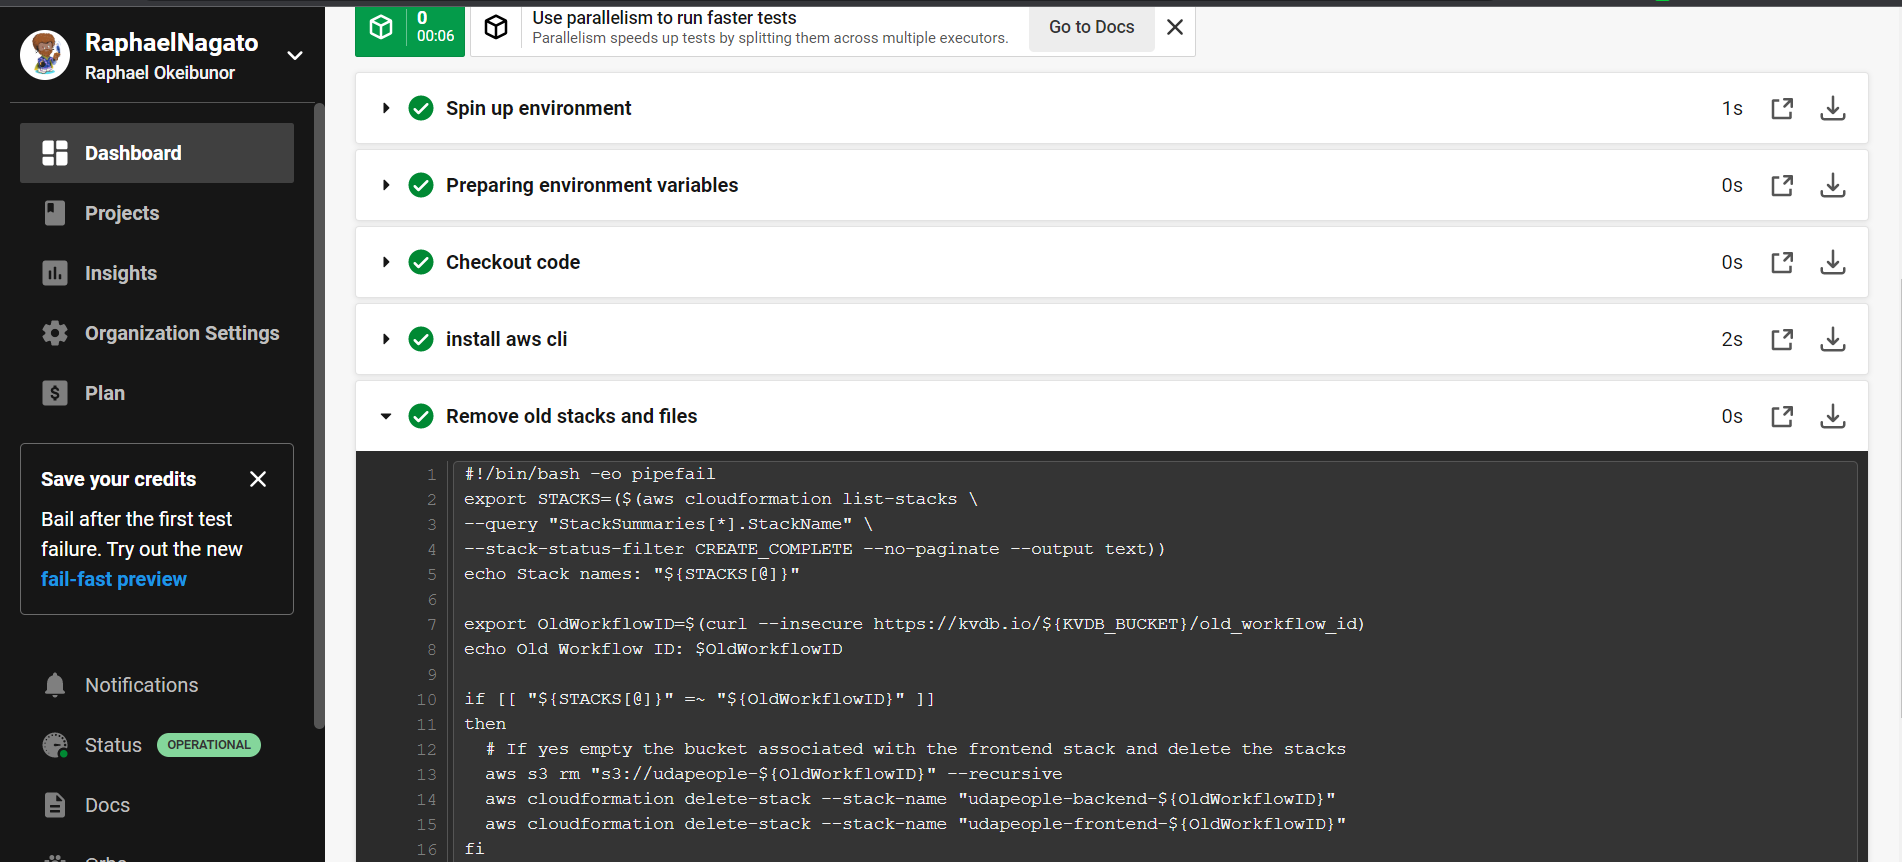 RaphaelNagato
Raphael Okeibunor
Dashboard
Projects
Insights
Organization Settings
Plan
Save your credits
Bail after the first test
failure. Try out the new
fail-fast preview
Notifications
Status OPERATIONAL
Docs
0
00:06
Use parallelism to run faster tests
Parallelism speeds up tests by splitting them across multiple executors.
Go to Docs
Spin up environment 1s
Preparing environment variables 0s
Checkout code 0s
install aws cli 2s
Remove old stacks and files 0s
1 #!/bin/bash -eo pipefail
2 export STACKS=($(aws cloudformation list-stacks \
3 --query "StackSummaries[*].StackName" \
4 --stack-status-filter CREATE_COMPLETE --no-paginate --output text))
5 echo Stack names: "${STACKS[@]}"
6
7 export OldWorkflowID=$(curl --insecure https://kvdb.io/${KVDB_BUCKET}/old_workflow_id)
8 echo Old Workflow ID: $OldWorkflowID
9
10 if [[ "${STACKS[@]}" =~ "${OldWorkflowID}" ]]
11 then
12 # If yes empty the bucket associated with the frontend stack and delete the stacks
13 aws s3 rm "s3://udapeople-${OldWorkflowID}" --recursive
14 aws cloudformation delete-stack --stack-name "udapeople-backend-${OldWorkflowID}"
15 aws cloudformation delete-stack --stack-name "udapeople-frontend-${OldWorkflowID}"
16 fi